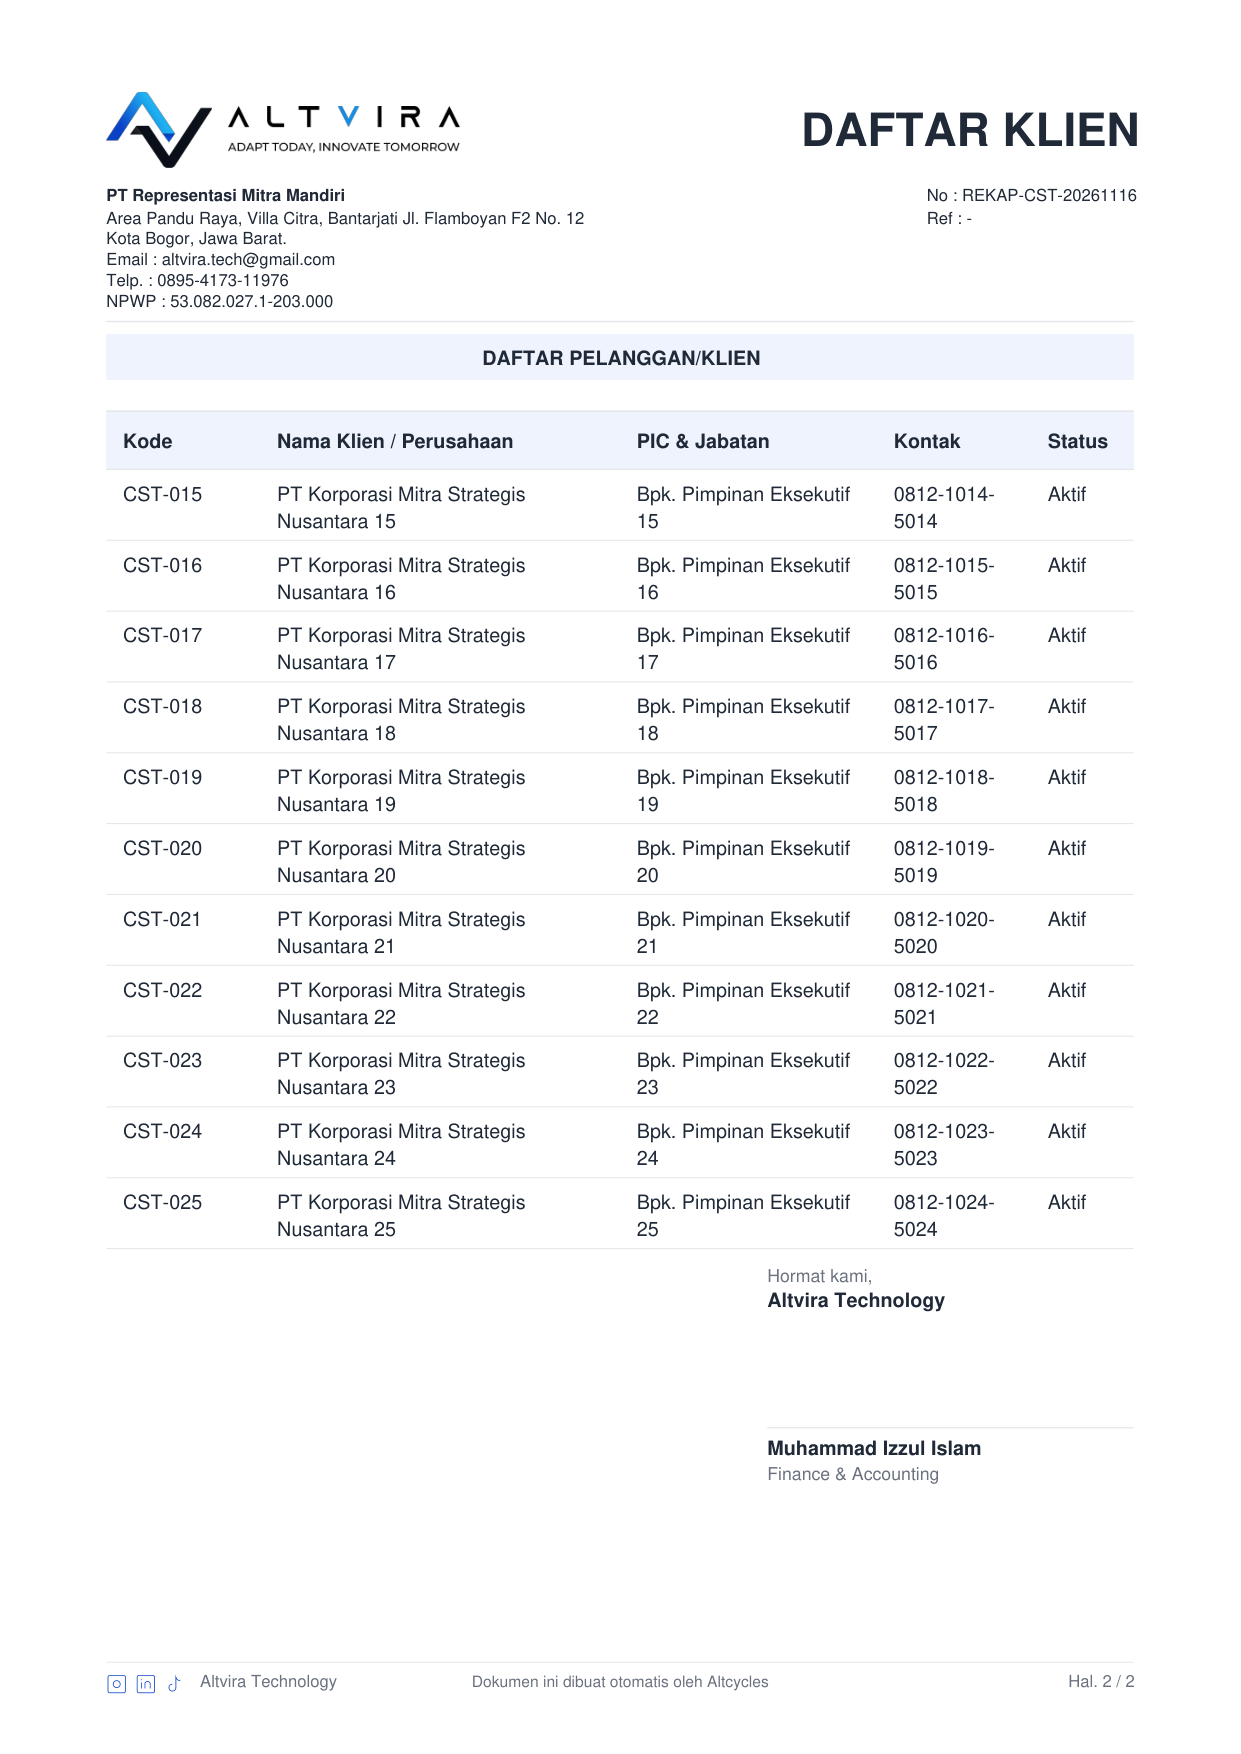 ALTVIRA
ADAPT TODAY, INNOVATE TOMORROW
DAFTAR KLIEN
PT Representasi Mitra Mandiri
Area Pandu Raya, Villa Citra, Bantarjati Jl. Flamboyan F2 No. 12
Kota Bogor, Jawa Barat.
Email : altvira.tech@gmail.com
Telp. : 0895-4173-11976
NPWP : 53.082.027.1-203.000
No : REKAP-CST-20261116
Ref : -
DAFTAR PELANGGAN/KLIEN
Kode Nama Klien / Perusahaan PIC & Jabatan Kontak Status
CST-015 PT Korporasi Mitra Strategis Bpk. Pimpinan Eksekutif 0812-1014- Aktif
Nusantara 15 15 5014
CST-016 PT Korporasi Mitra Strategis Bpk. Pimpinan Eksekutif 0812-1015- Aktif
Nusantara 16 16 5015
CST-017 PT Korporasi Mitra Strategis Bpk. Pimpinan Eksekutif 0812-1016- Aktif
Nusantara 17 17 5016
CST-018 PT Korporasi Mitra Strategis Bpk. Pimpinan Eksekutif 0812-1017- Aktif
Nusantara 18 18 5017
CST-019 PT Korporasi Mitra Strategis Bpk. Pimpinan Eksekutif 0812-1018- Aktif
Nusantara 19 19 5018
CST-020 PT Korporasi Mitra Strategis Bpk. Pimpinan Eksekutif 0812-1019- Aktif
Nusantara 20 20 5019
CST-021 PT Korporasi Mitra Strategis Bpk. Pimpinan Eksekutif 0812-1020- Aktif
Nusantara 21 21 5020
CST-022 PT Korporasi Mitra Strategis Bpk. Pimpinan Eksekutif 0812-1021- Aktif
Nusantara 22 22 5021
CST-023 PT Korporasi Mitra Strategis Bpk. Pimpinan Eksekutif 0812-1022- Aktif
Nusantara 23 23 5022
CST-024 PT Korporasi Mitra Strategis Bpk. Pimpinan Eksekutif 0812-1023- Aktif
Nusantara 24 24 5023
CST-025 PT Korporasi Mitra Strategis Bpk. Pimpinan Eksekutif 0812-1024- Aktif
Nusantara 25 25 5024
Hormat kami,
Altvira Technology
Muhammad Izzul Islam
Finance & Accounting
Altvira Technology Dokumen ini dibuat otomatis oleh Altcycles Hal. 2 / 2